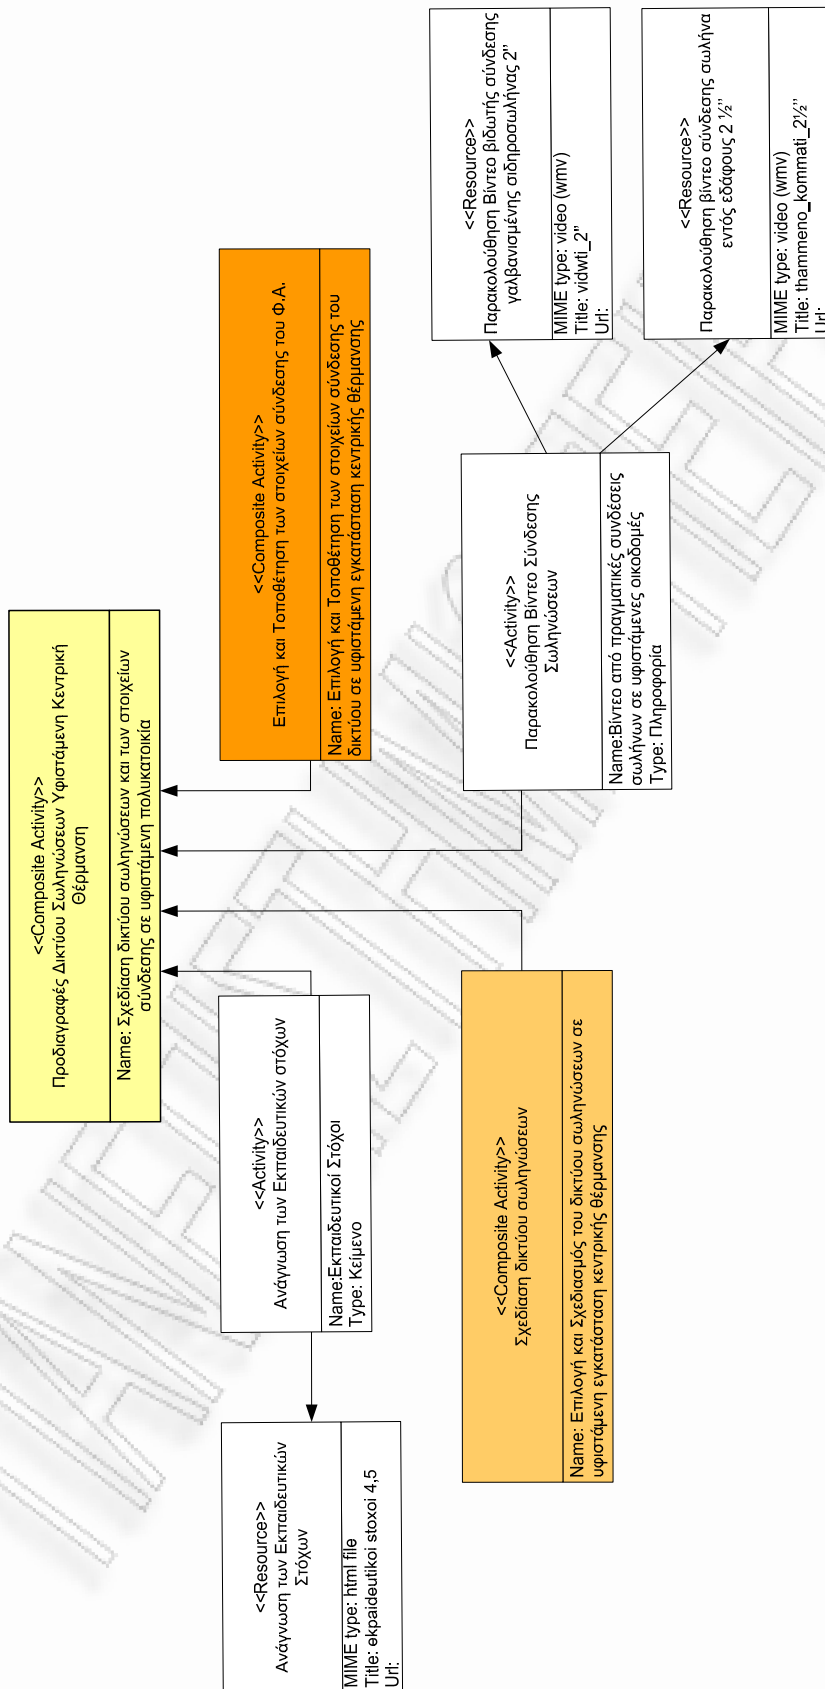 <<Composite Activity>>
Προδιαγραφές Δικτύου Σωληνώσεων Υφιστάμενη Κεντρική
Θέρμανση
Name: Σχεδίαση δικτύου σωληνώσεων και των στοιχείων
σύνδεσης σε υφιστάμενη πολυκατοικία
<<Resource>>
Ανάγνωση των Εκπαιδευτικών
Στόχων
MIME type: html file
Title: ekpaideutikoi stoxoi 4,5
Url:
<<Activity>>
Ανάγνωση των Εκπαιδευτικών στόχων
Name:Εκπαιδευτικοί Στόχοι
Type: Κείμενο
<<Composite Activity>>
Επιλογή και Τοποθέτηση των στοιχείων σύνδεσης του Φ.Α.
Name: Επιλογή και Τοποθέτηση των στοιχείων σύνδεσης του
δικτύου σε υφιστάμενη εγκατάσταση κεντρικής θέρμανσης
<<Composite Activity>>
Σχεδίαση δικτύου σωληνώσεων
Name: Επιλογή και Σχεδιασμός του δικτύου σωληνώσεων σε
υφιστάμενη εγκατάσταση κεντρικής θέρμανσης
<<Activity>>
Παρακολούθηση Βίντεο Σύνδεσης
Σωληνώσεων
Name:Βίντεο από πραγματικές συνδέσεις
σωλήνων σε υφιστάμενες οικοδομές
Type: Πληροφορία
<<Resource>>
Παρακολούθηση Βίντεο βιδωτής σύνδεσης
γαλβανισμένης σιδηροσωλήνας 2”
MIME type: video (wmv)
Title: vidwti_2”
Url:
<<Resource>>
Παρακολούθηση βίντεο σύνδεσης σωλήνα
εντός εδάφους 2 ½”
MIME type: video (wmv)
Title: thammeno_kommati_2½”
Url: